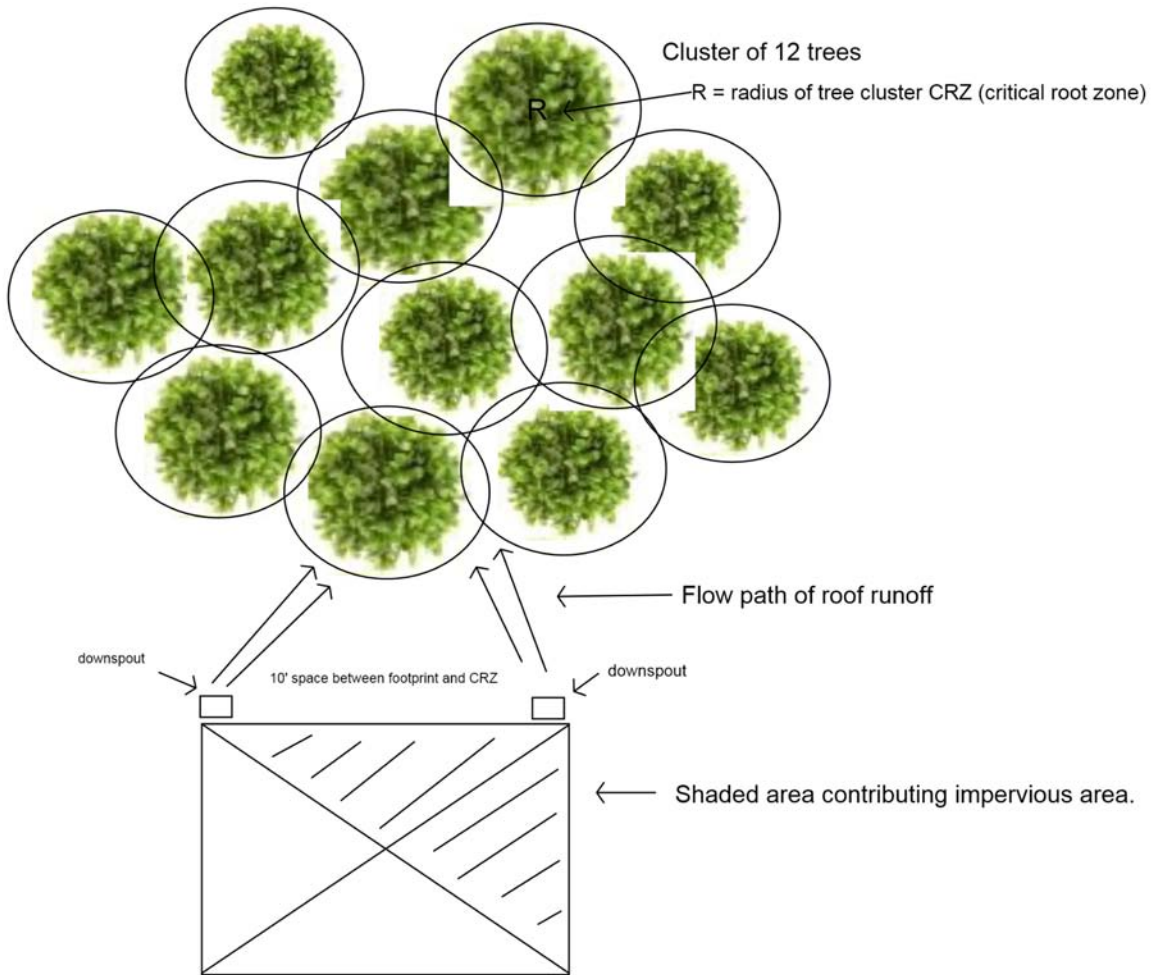 Cluster of 12 trees
R = radius of tree cluster CRZ (critical root zone)
R
Flow path of roof runoff
downspout
10' space between footprint and CRZ
downspout
Shaded area contributing impervious area.